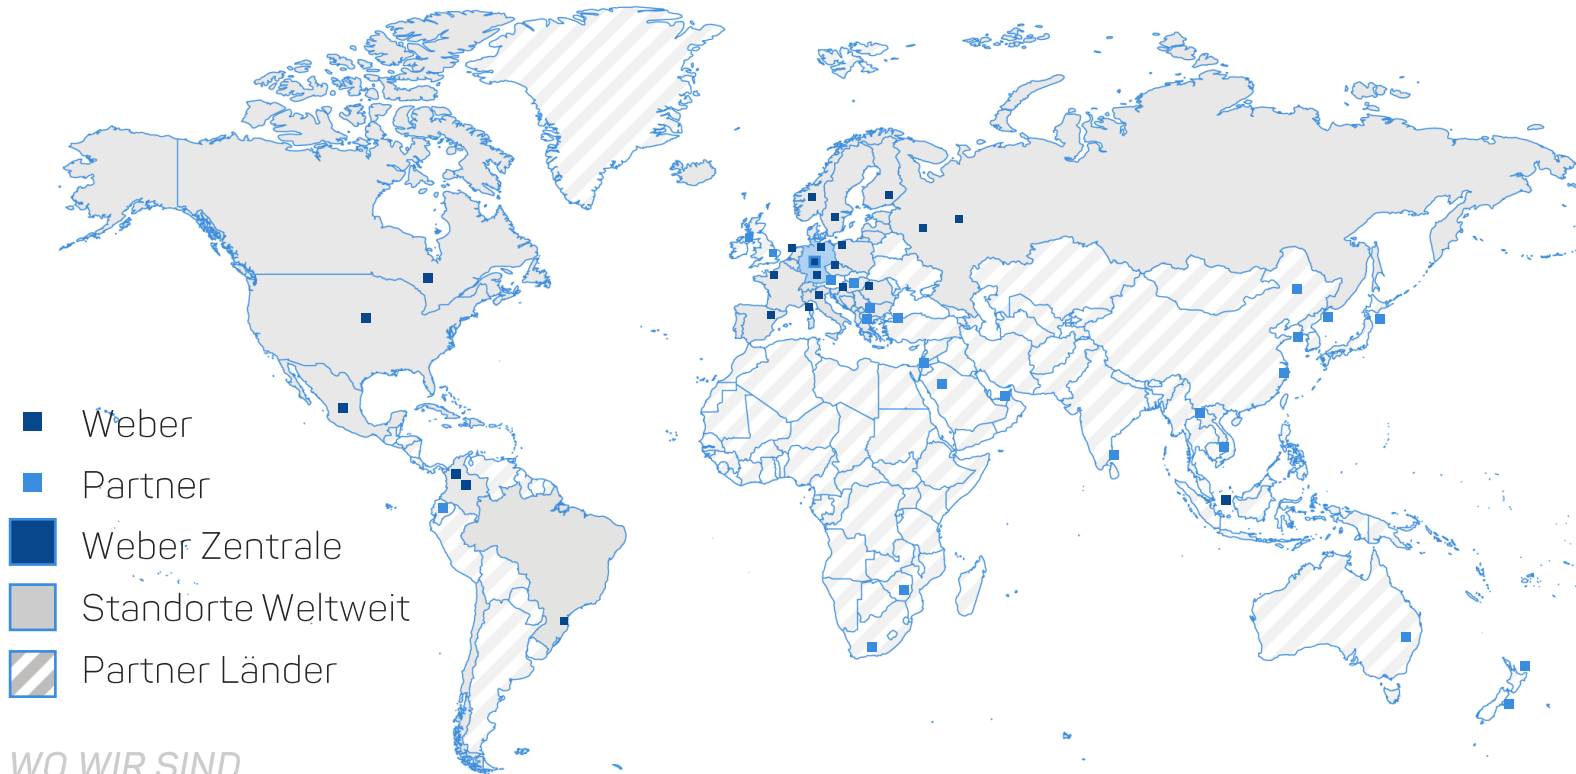 Weber
Partner
Weber Zentrale
Standorte Weltweit
Partner Länder
WO WIR SIND